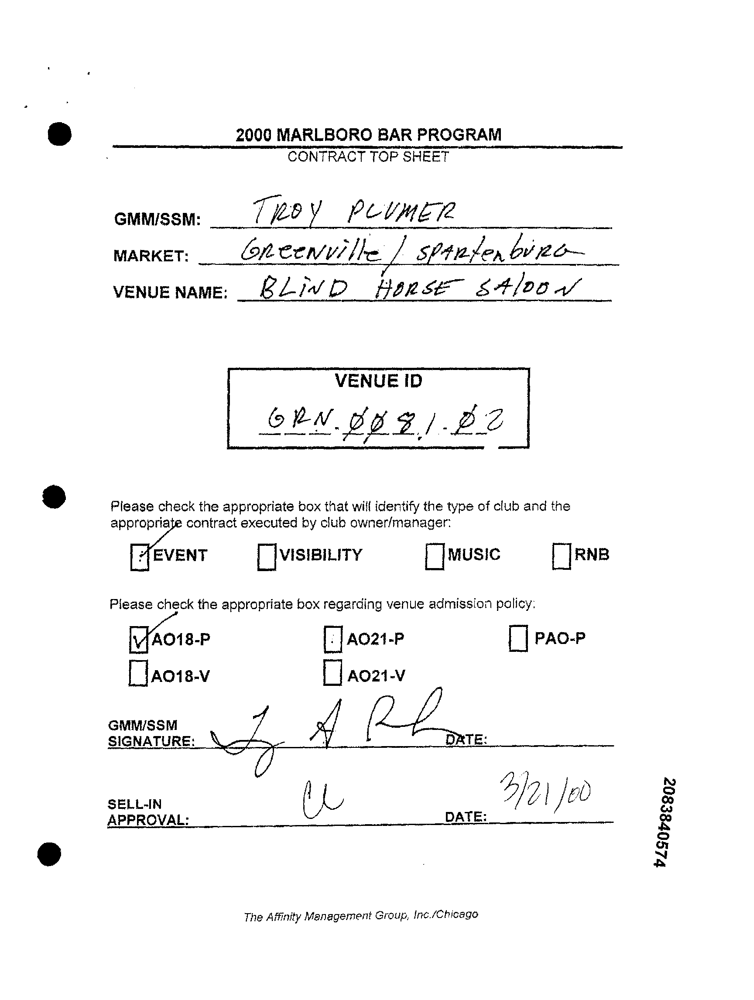 2000 MARLBORO BAR PROGRAM
CONTRACT TOP SHEET
GMM/SSM: TROY PLUMER
MARKET: GREENVIlle / SPARTENBURG
VENUE NAME: BLIND HORSE SALOON
VENUE ID
GRN.0081.02
Please check the appropriate box that will identify the type of club and the
appropriate contract executed by club owner/manager:
EVENT VISIBILITY MUSIC RNB
Please check the appropriate box regarding venue admission policy:
AO18-P AO21-P PAO-P
AO18-V AO21-V
GMM/SSM
SIGNATURE: DATE:
SELL-IN
APPROVAL: DATE: 3/21/00
2083840574
The Affinity Management Group, Inc./Chicago